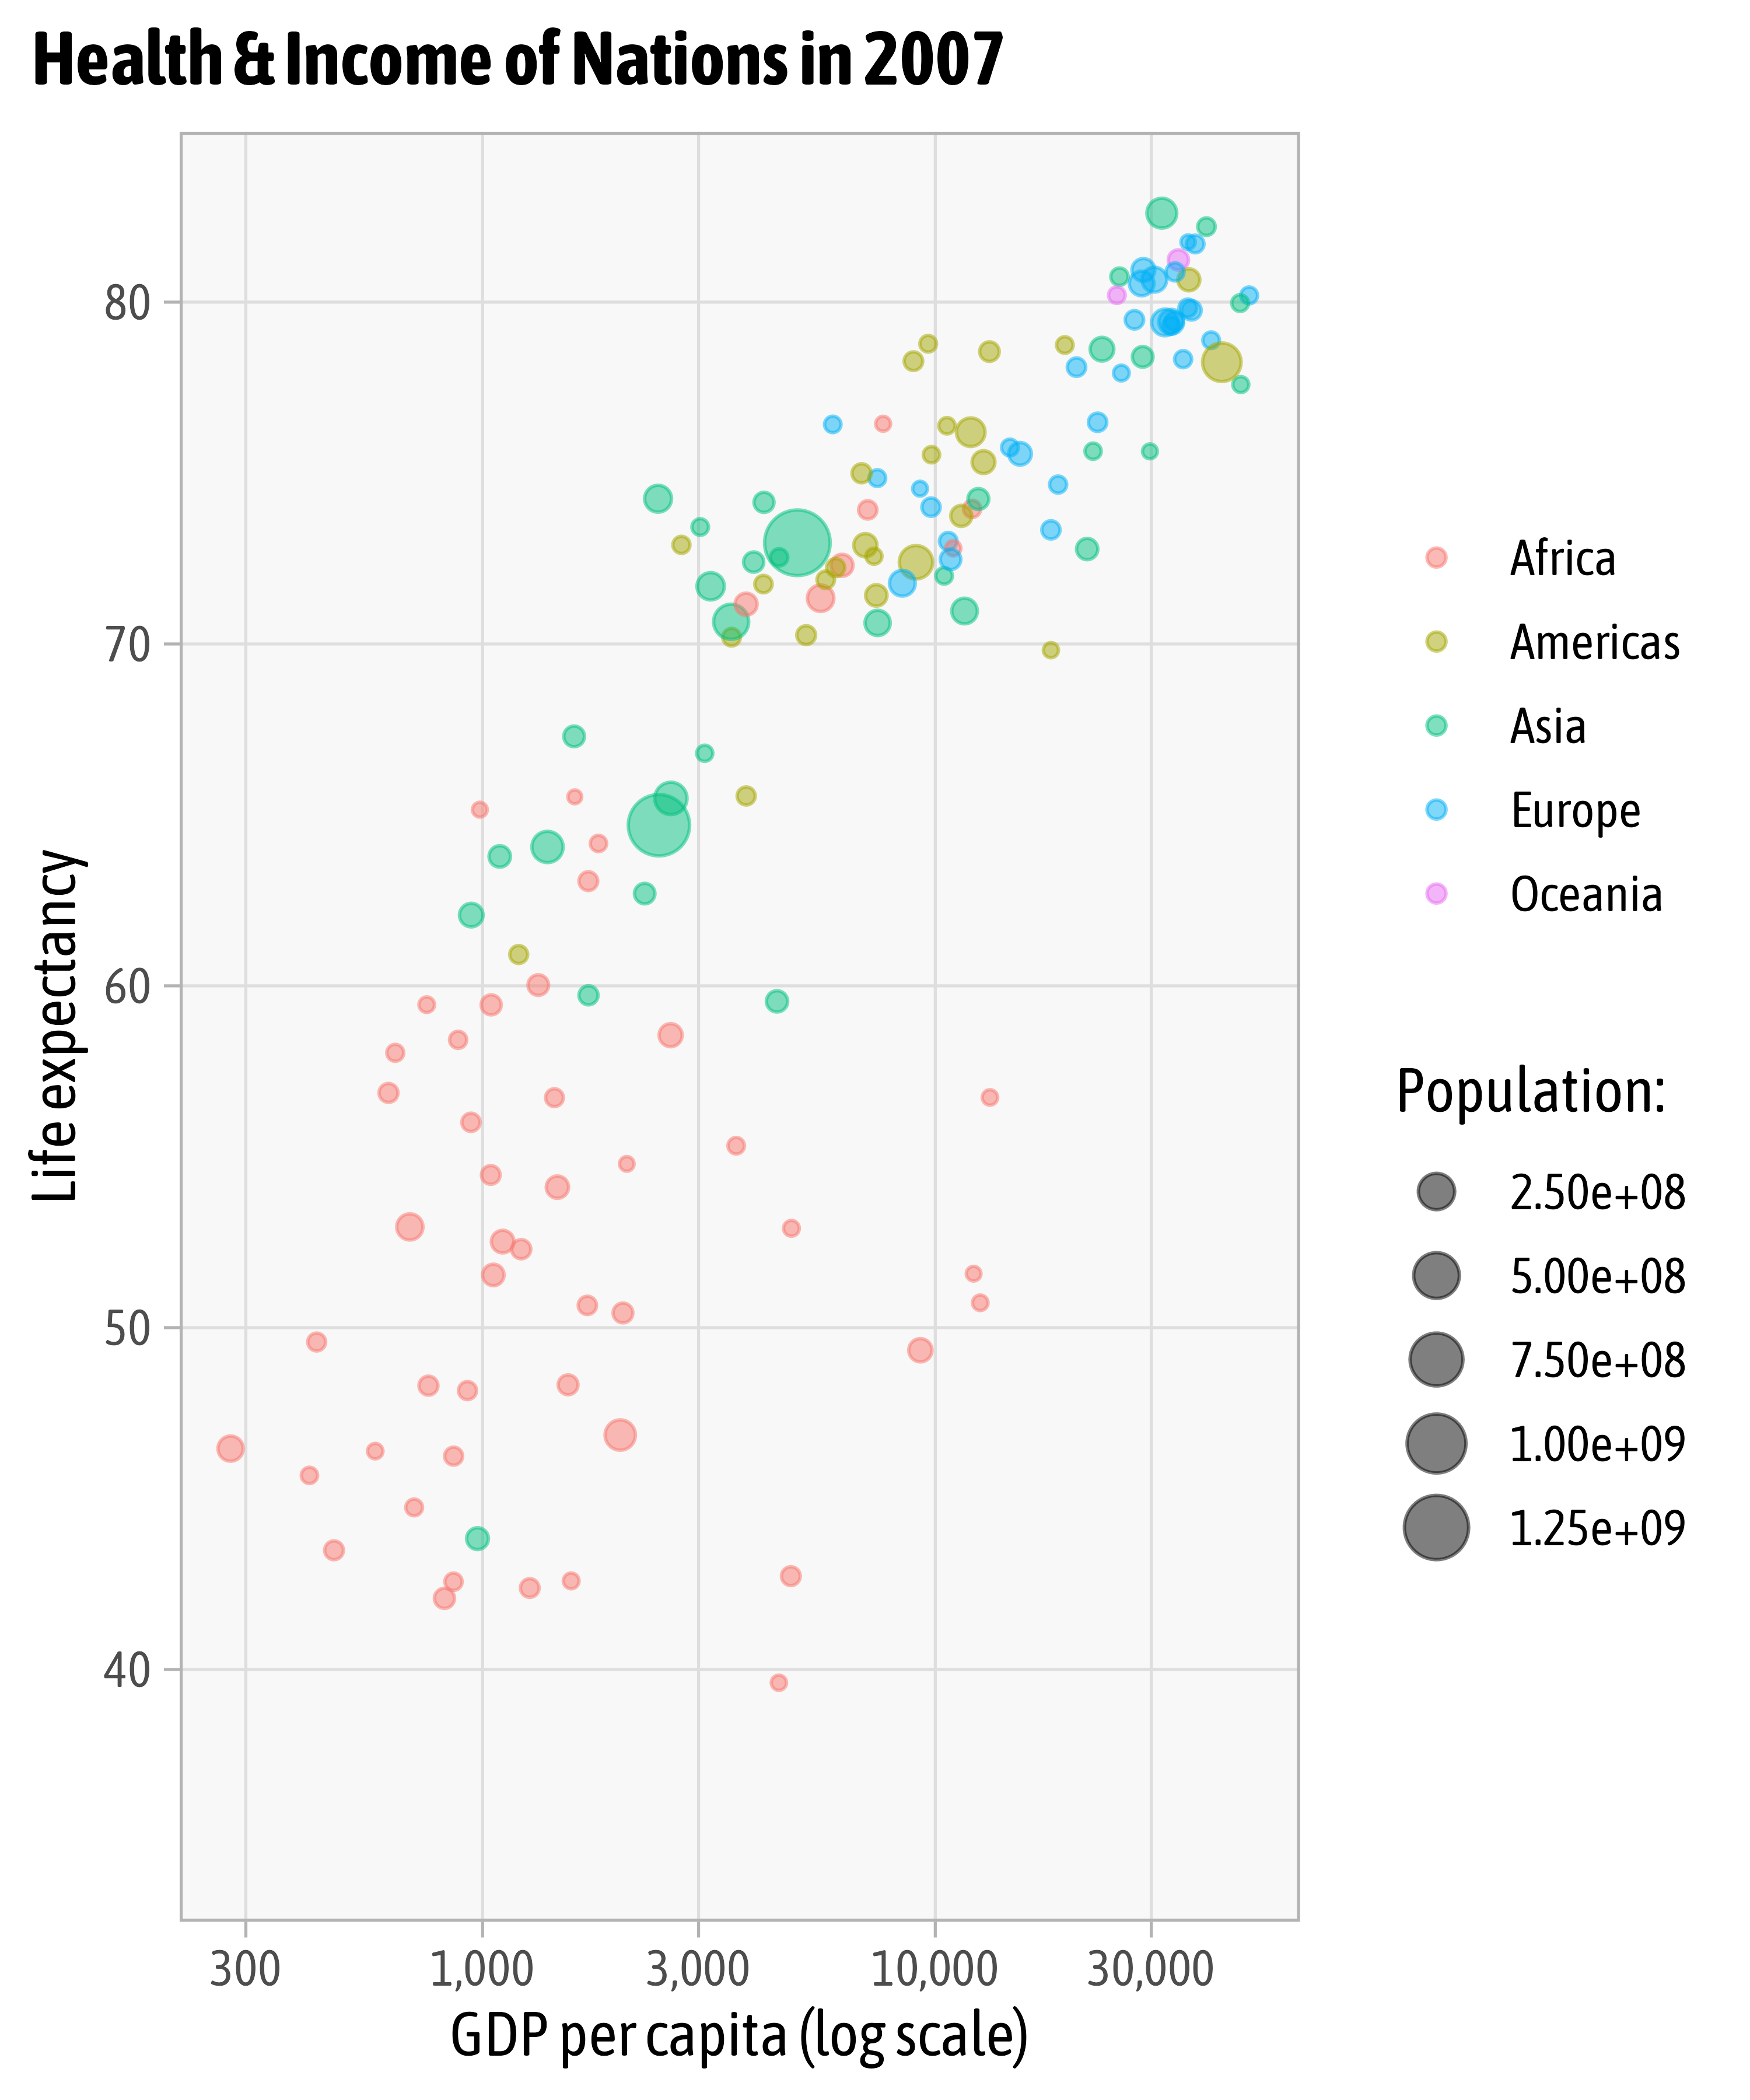 Health & Income of Nations in 2007
Life expectancy
80
70
60
50
40
300
1,000
3,000
10,000
30,000
GDP per capita (log scale)
Africa
Americas
Asia
Europe
Oceania
Population:
2.50e+08
5.00e+08
7.50e+08
1.00e+09
1.25e+09